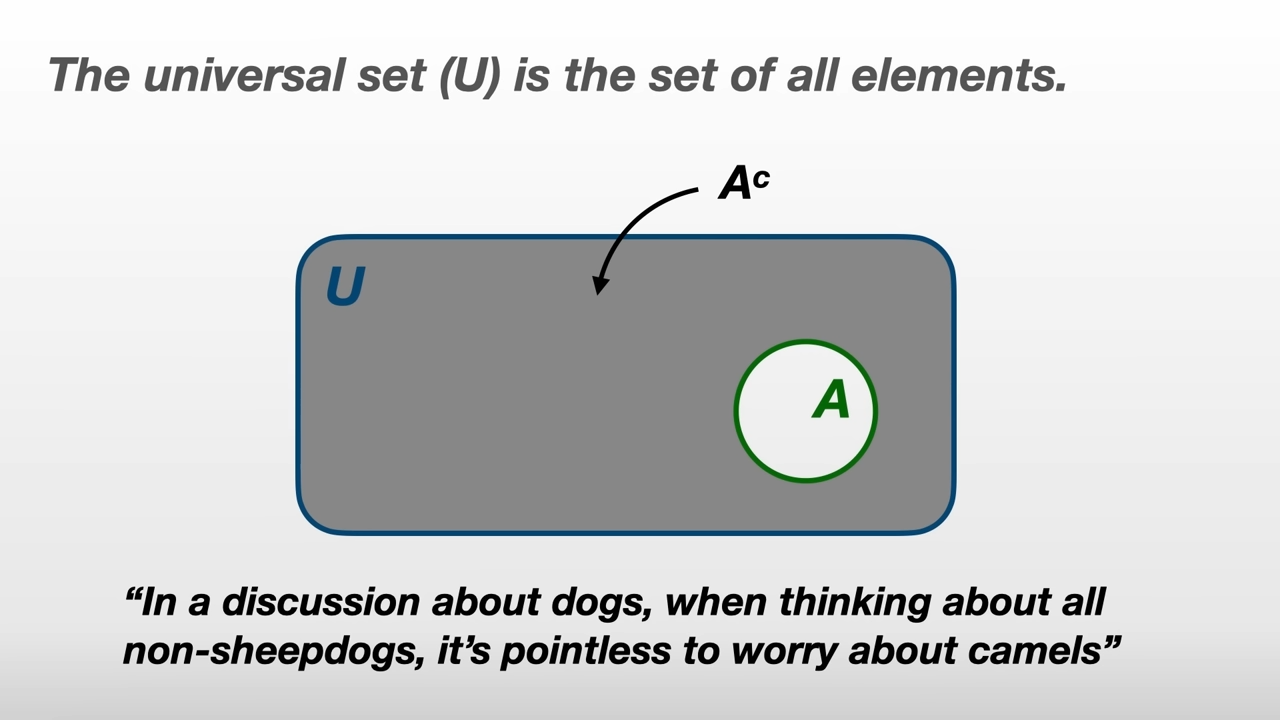 The universal set (U) is the set of all elements.
Aᶜ
U
A
“In a discussion about dogs, when thinking about all
non-sheepdogs, it’s pointless to worry about camels”